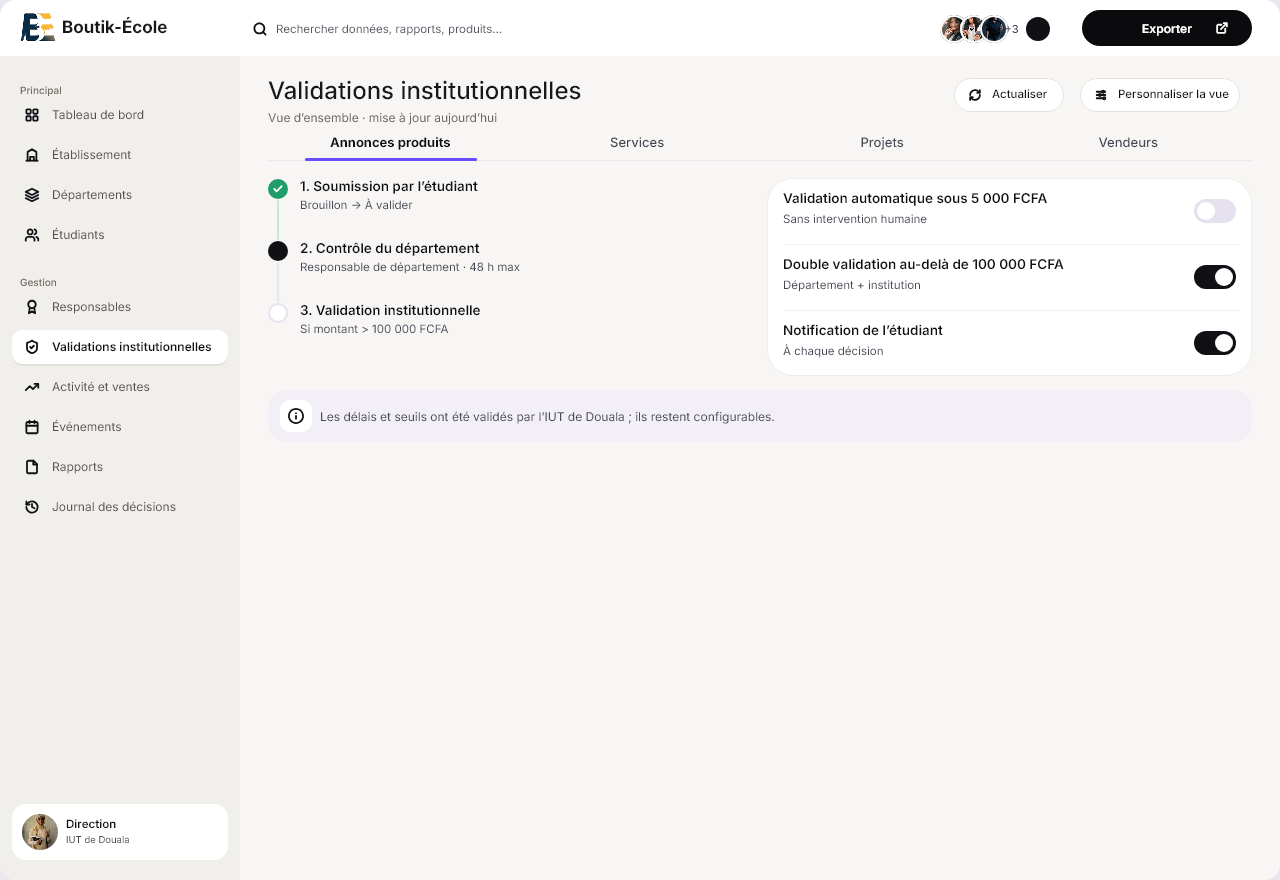 Boutik-École
Rechercher données, rapports, produits...
+3
Exporter
Principal
Tableau de bord
Établissement
Départements
Étudiants
Gestion
Responsables
Validations institutionnelles
Activité et ventes
Événements
Rapports
Journal des décisions
Direction
IUT de Douala
Validations institutionnelles
Vue d’ensemble · mise à jour aujourd’hui
Actualiser
Personnaliser la vue
Annonces produits
Services
Projets
Vendeurs
1. Soumission par l’étudiant
Brouillon → À valider
2. Contrôle du département
Responsable de département · 48 h max
3. Validation institutionnelle
Si montant > 100 000 FCFA
Validation automatique sous 5 000 FCFA
Sans intervention humaine
Double validation au-delà de 100 000 FCFA
Département + institution
Notification de l’étudiant
À chaque décision
Les délais et seuils ont été validés par l’IUT de Douala ; ils restent configurables.